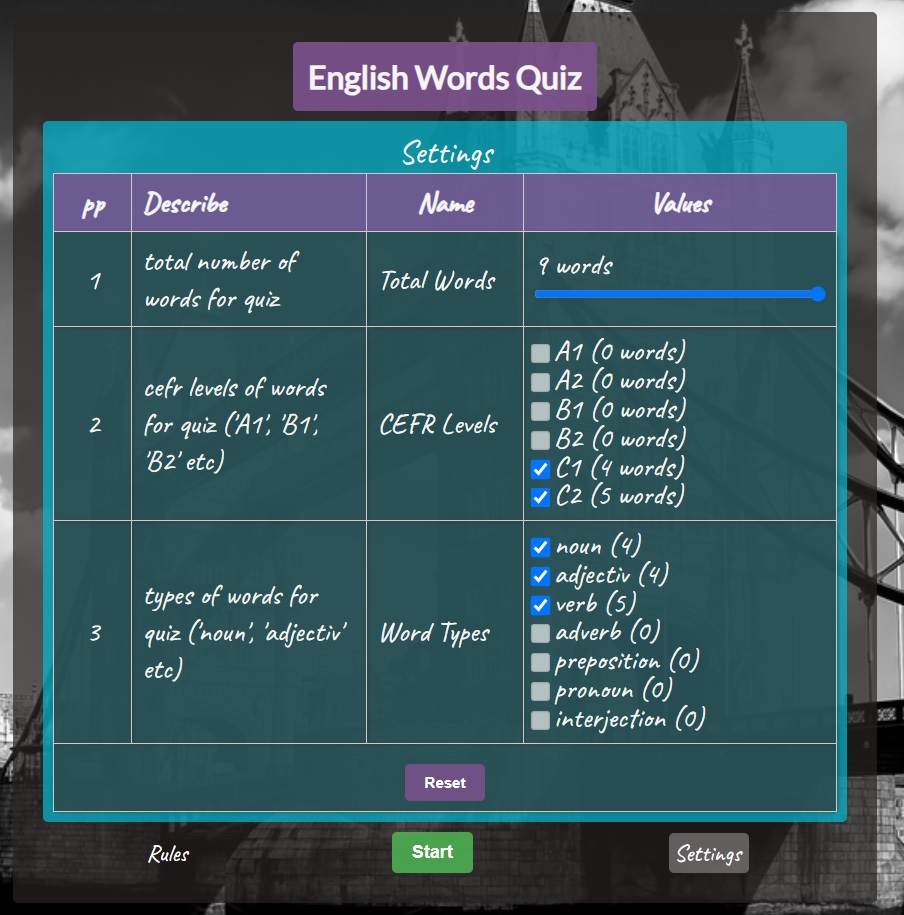 English Words Quiz
Settings
pp Describe Name Values
1
total number of
words for quiz
Total Words
9 words
2
cefr levels of words
for quiz ('A1', 'B1',
'B2' etc)
CEFR Levels
A1 (0 words)
A2 (0 words)
B1 (0 words)
B2 (0 words)
C1 (4 words)
C2 (5 words)
3
types of words for
quiz ('noun', 'adjectiv'
etc)
Word Types
noun (4)
adjectiv (4)
verb (5)
adverb (0)
preposition (0)
pronoun (0)
interjection (0)
Reset
Rules Start Settings